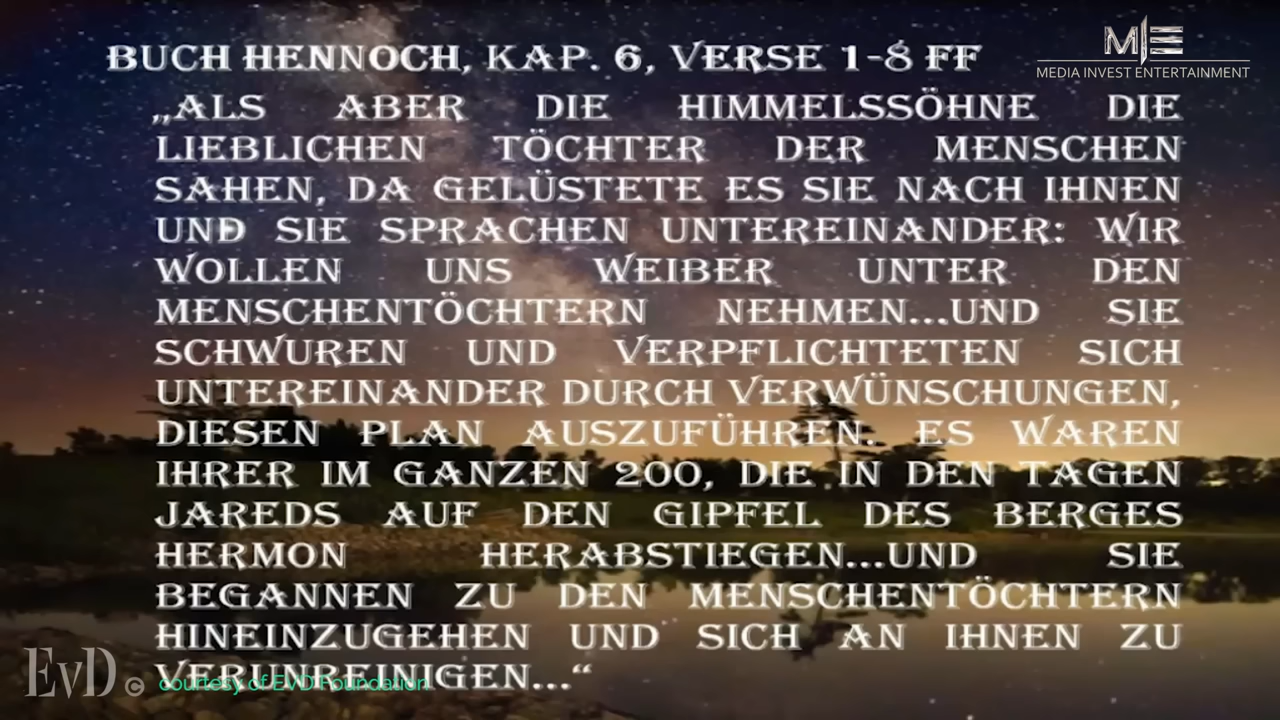 BUCH HENNOCH, KAP. 6, VERSE 1-8 FF
ME
MEDIA INVEST ENTERTAINMENT
„ALS ABER DIE HIMMELSSÖHNE DIE
LIEBLICHEN TÖCHTER DER MENSCHEN
SAHEN, DA GELÜSTETE ES SIE NACH IHNEN
UND SIE SPRACHEN UNTEREINANDER: WIR
WOLLEN UNS WEIBER UNTER DEN
MENSCHENTÖCHTERN NEHMEN...UND SIE
SCHWUREN UND VERPFLICHTETEN SICH
UNTEREINANDER DURCH VERWÜNSCHUNGEN,
DIESEN PLAN AUSZUFÜHREN. ES WAREN
IHRER IM GANZEN 200, DIE IN DEN TAGEN
JAREDS AUF DEN GIPFEL DES BERGES
HERMON HERABSTIEGEN...UND SIE
BEGANNEN ZU DEN MENSCHENTÖCHTERN
HINEINZUGEHEN UND SICH AN IHNEN ZU
VERUNREINIGEN...“
EvD ©
courtesy of EVD Foundation